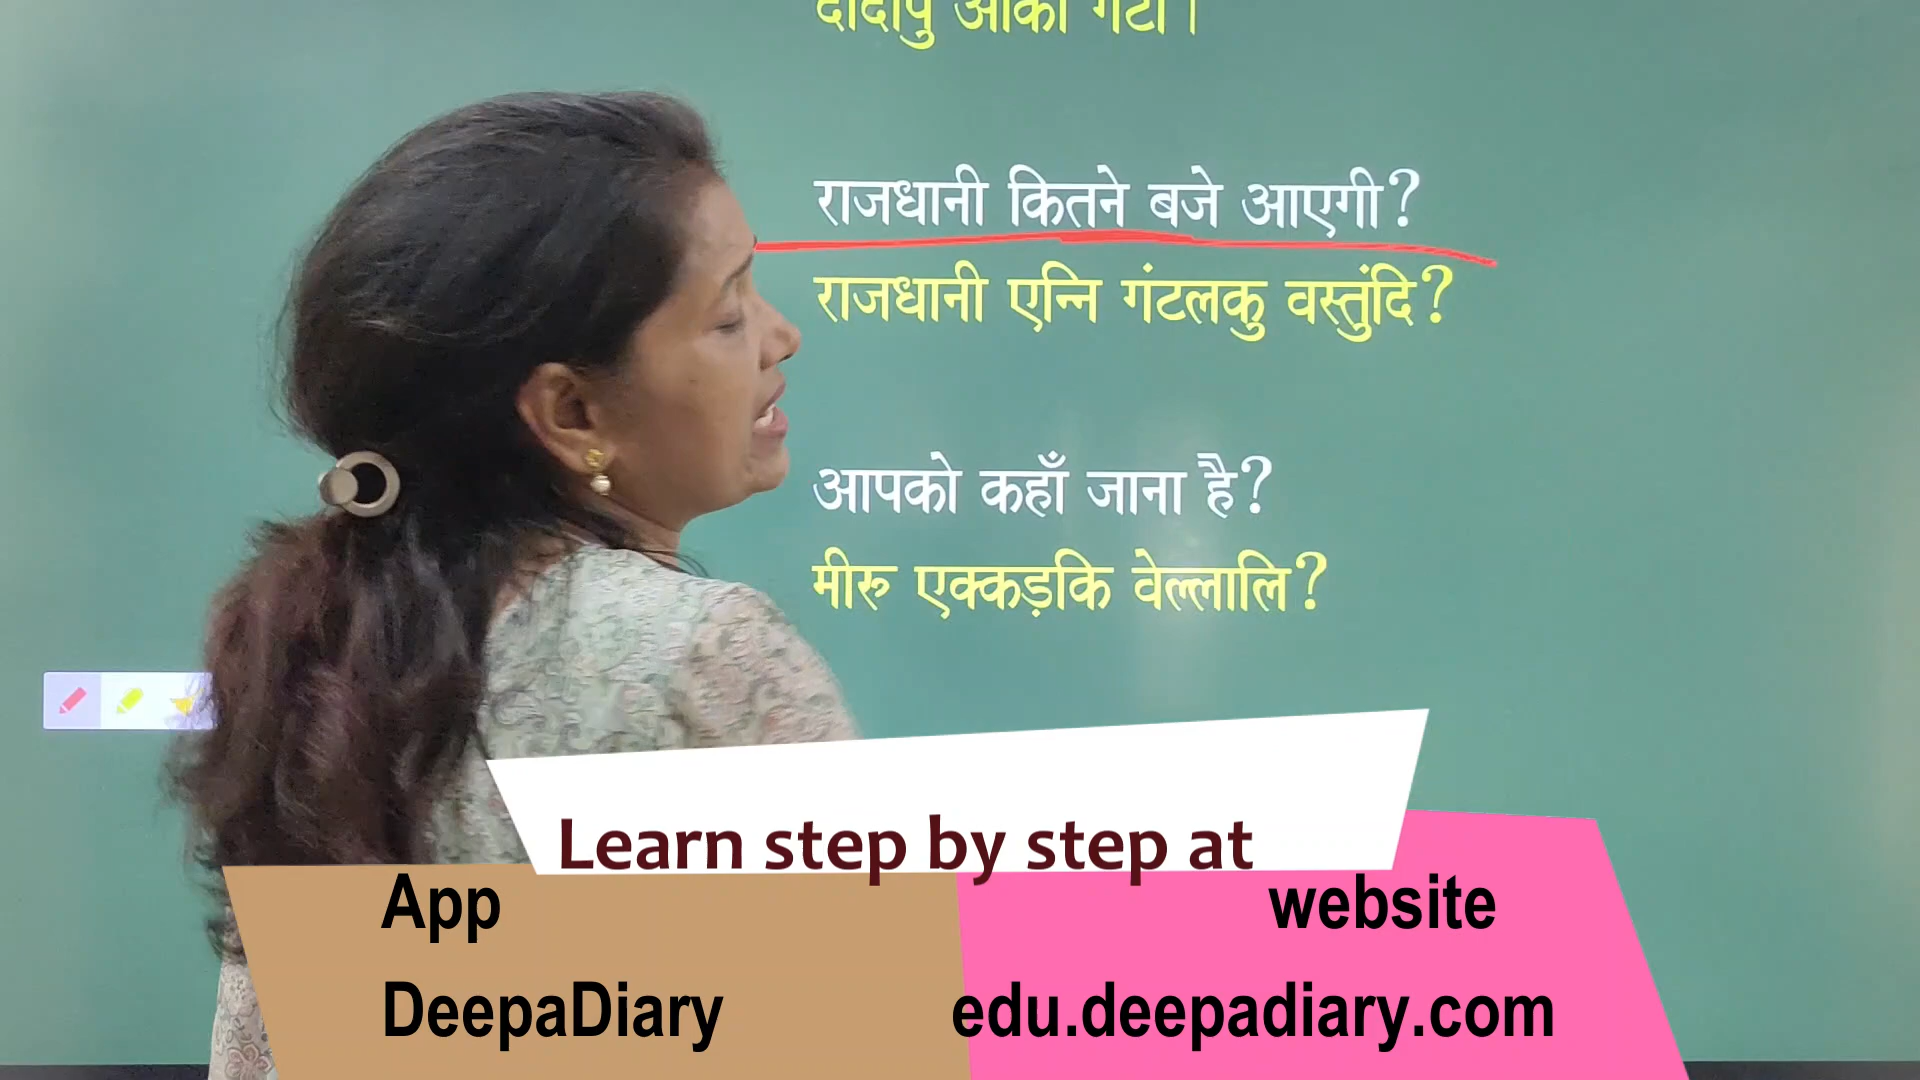 दादापु ओका गंटा।
राजधानी कितने बजे आएगी?
राजधानी एन्नि गंटलकु वस्तुंदि?
आपको कहाँ जाना है?
मीरु एक्कड़कि वेल्लालि?
Learn step by step at
App
website
DeepaDiary
edu.deepadiary.com